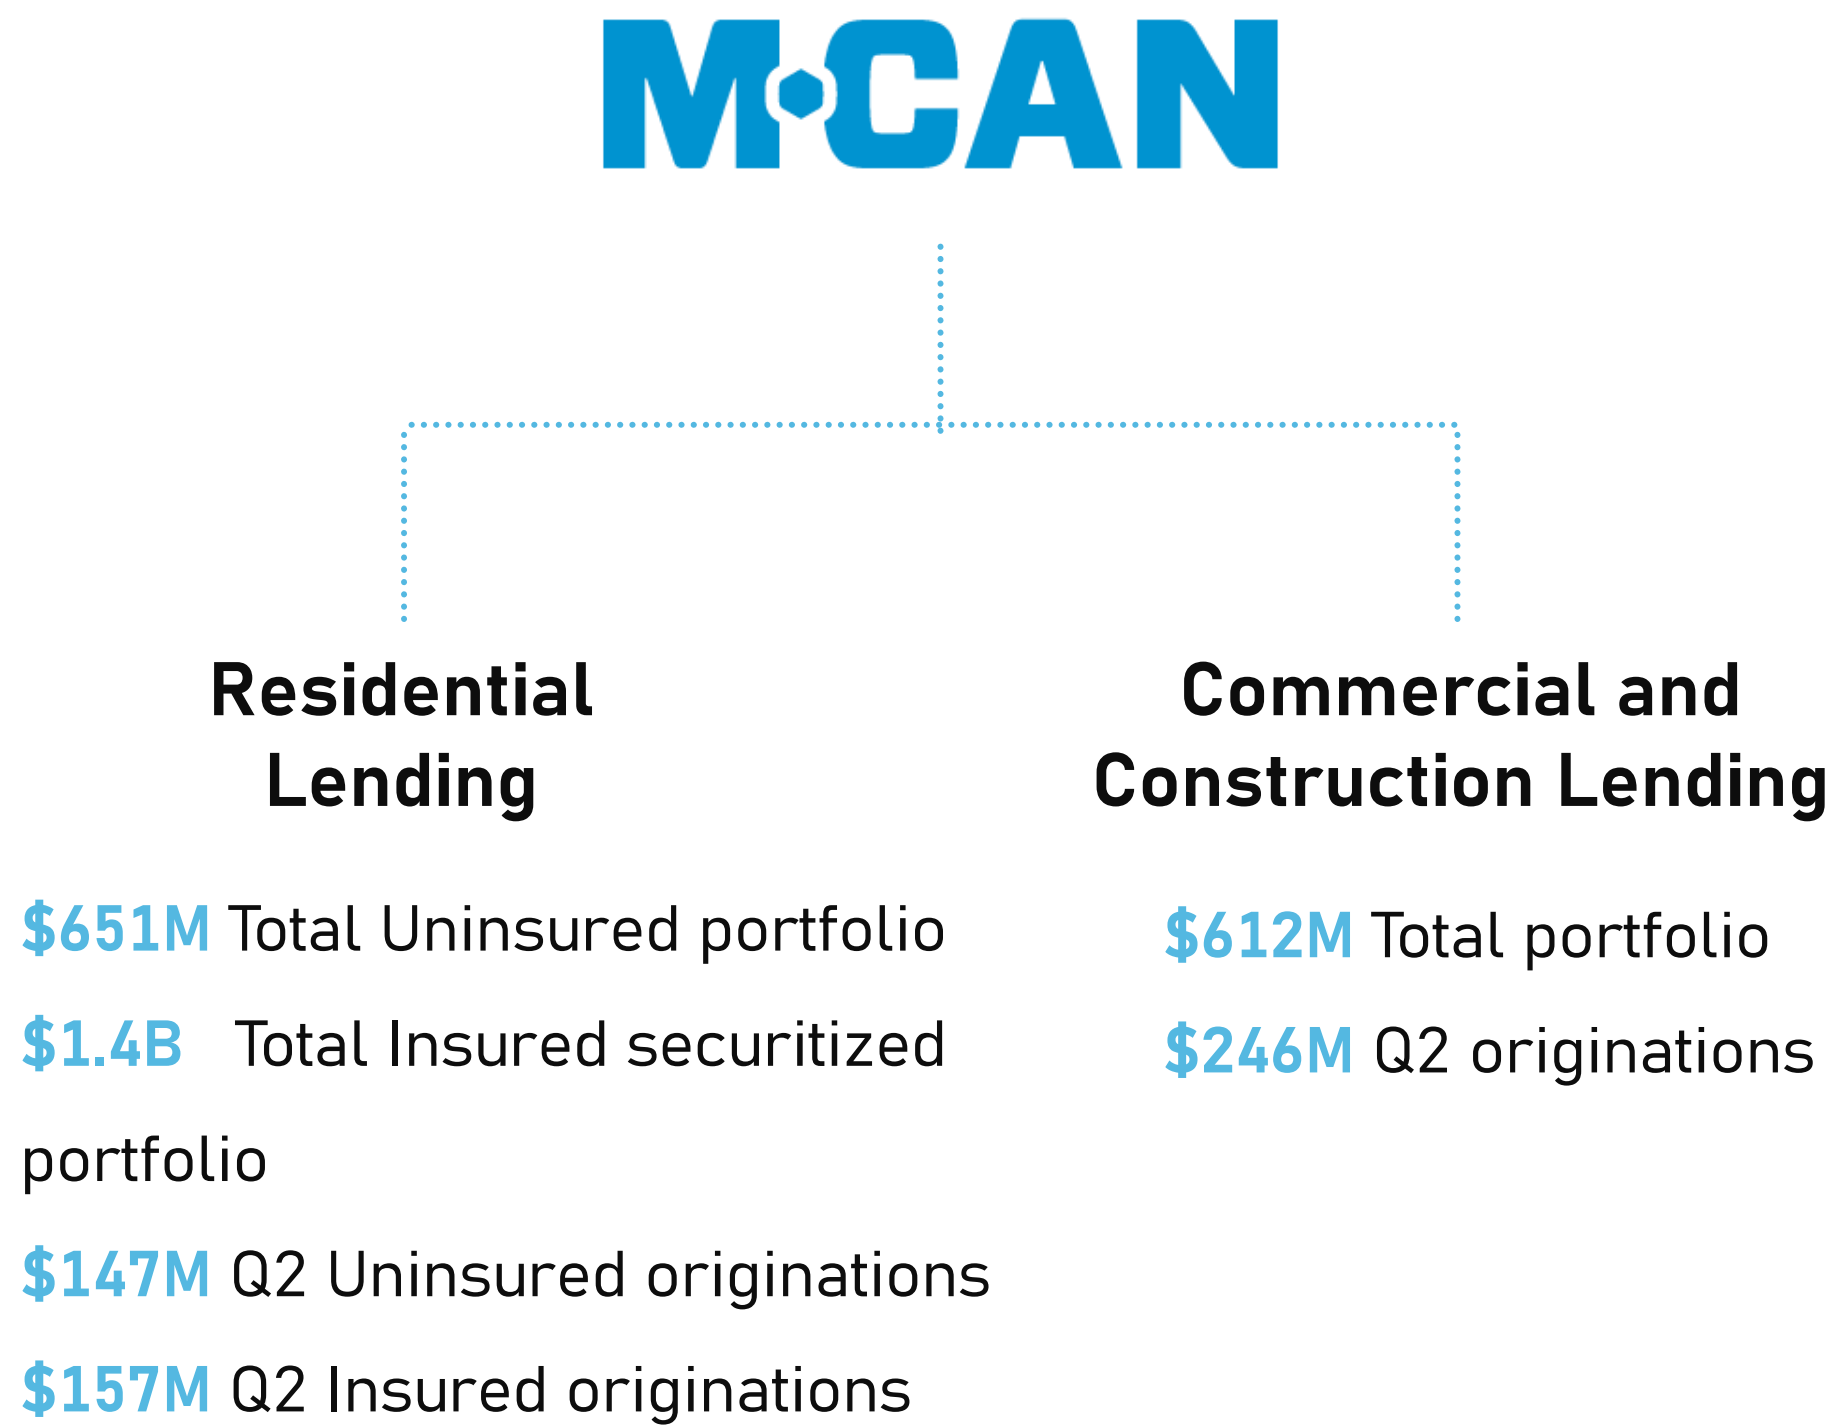 M•CAN
Residential
Lending
$651M Total Uninsured portfolio
$1.4B Total Insured securitized
portfolio
$147M Q2 Uninsured originations
$157M Q2 Insured originations
Commercial and
Construction Lending
$612M Total portfolio
$246M Q2 originations